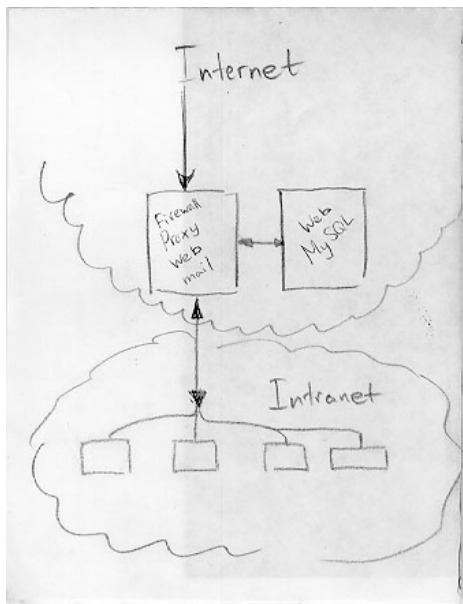 Internet
Firewall
Proxy
Web
mail
Web
MySQL
Intranet